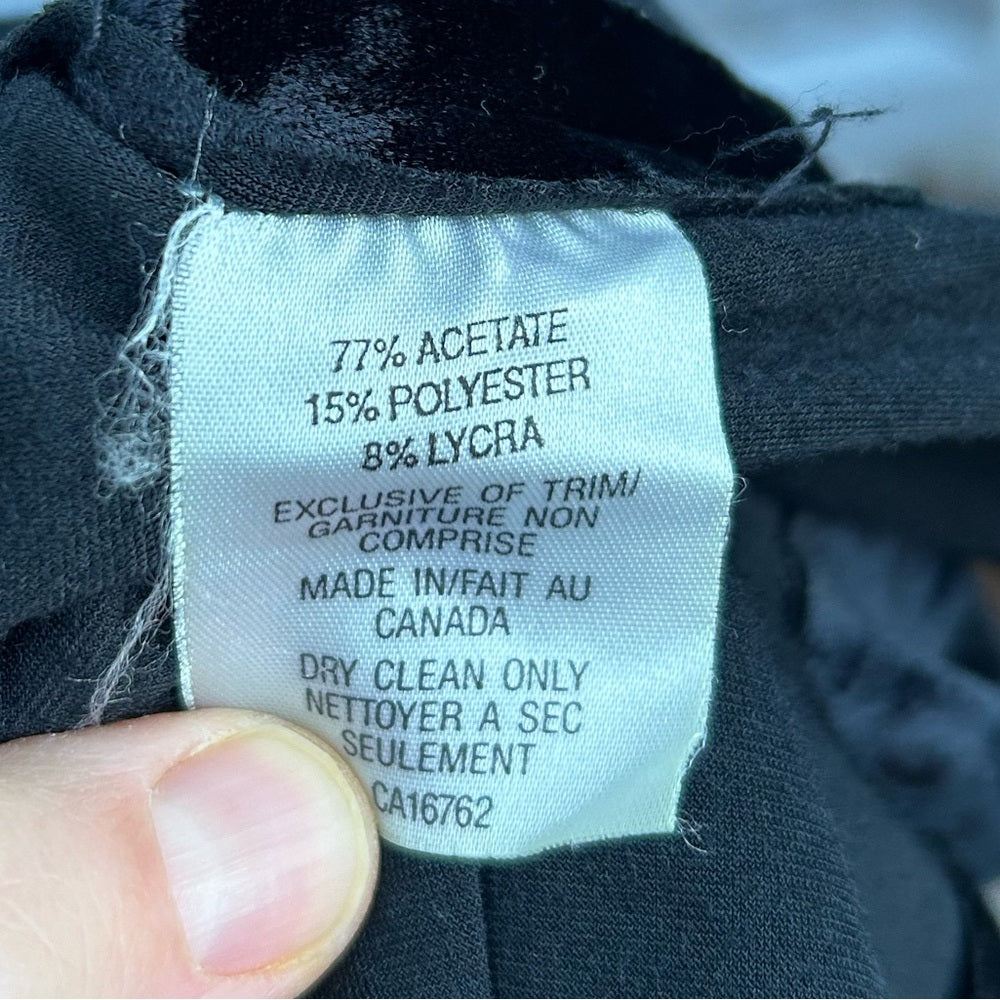 77% ACETATE
15% POLYESTER
8% LYCRA
EXCLUSIVE OF TRIM/
GARNITURE NON
COMPRISE
MADE IN/FAIT AU
CANADA
DRY CLEAN ONLY
NETTOYER A SEC
SEULEMENT
CA16762